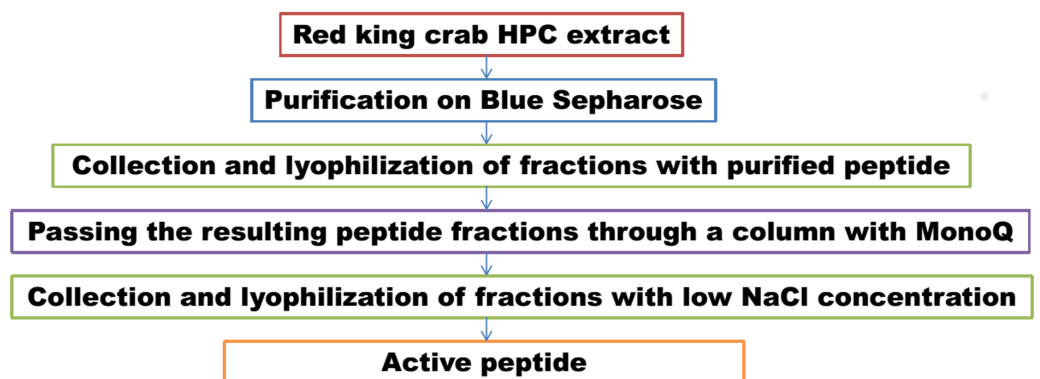 Red king crab HPC extract
Purification on Blue Sepharose
Collection and lyophilization of fractions with purified peptide
Passing the resulting peptide fractions through a column with MonoQ
Collection and lyophilization of fractions with low NaCl concentration
Active peptide